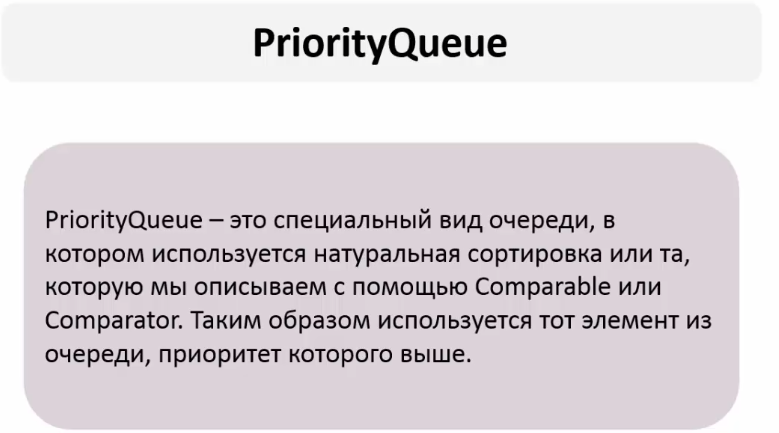 PriorityQueue
PriorityQueue – это специальный вид очереди, в
котором используется натуральная сортировка или та,
которую мы описываем с помощью Comparable или
Comparator. Таким образом используется тот элемент из
очереди, приоритет которого выше.